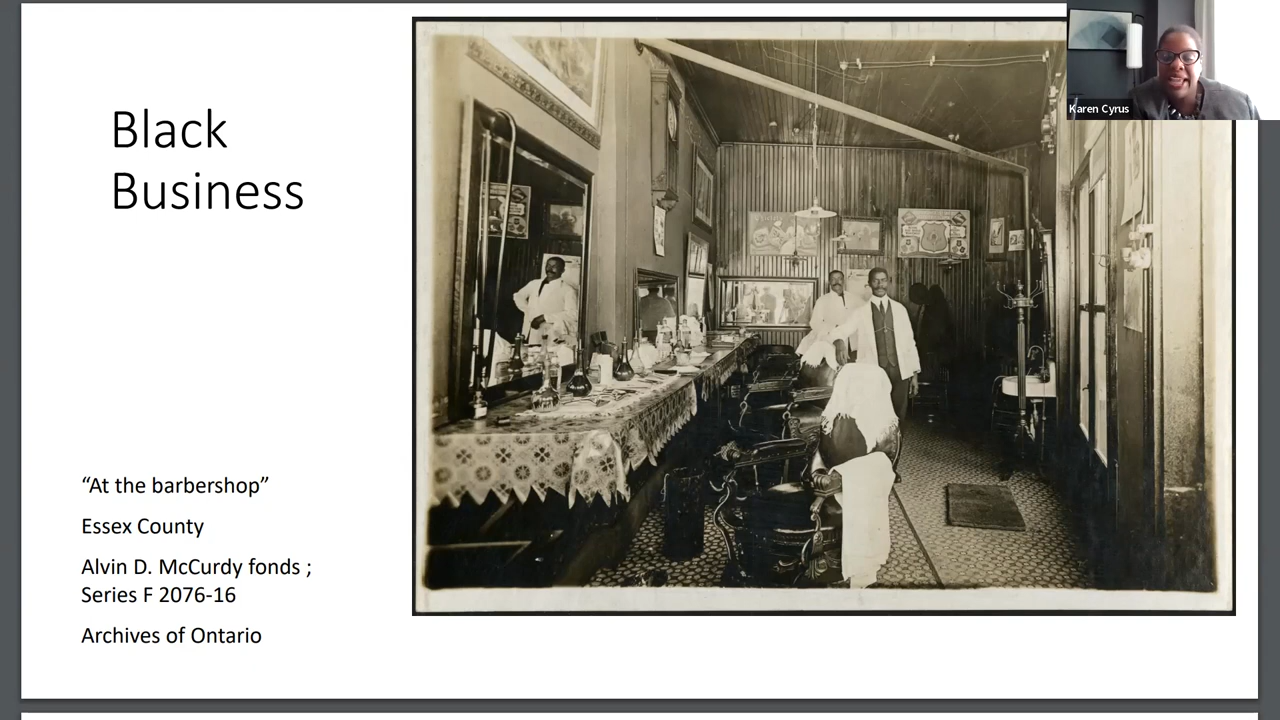 Black
Business
“At the barbershop”
Essex County
Alvin D. McCurdy fonds ;
Series F 2076-16
Archives of Ontario
Karen Cyrus